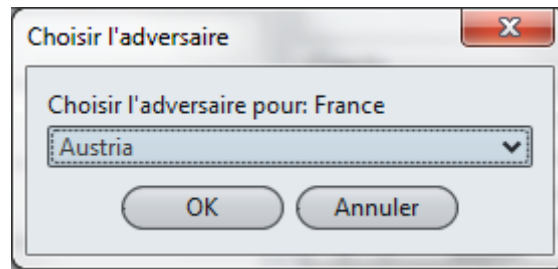 Choisir l'adversaire
Choisir l'adversaire pour: France
Austria
OK
Annuler